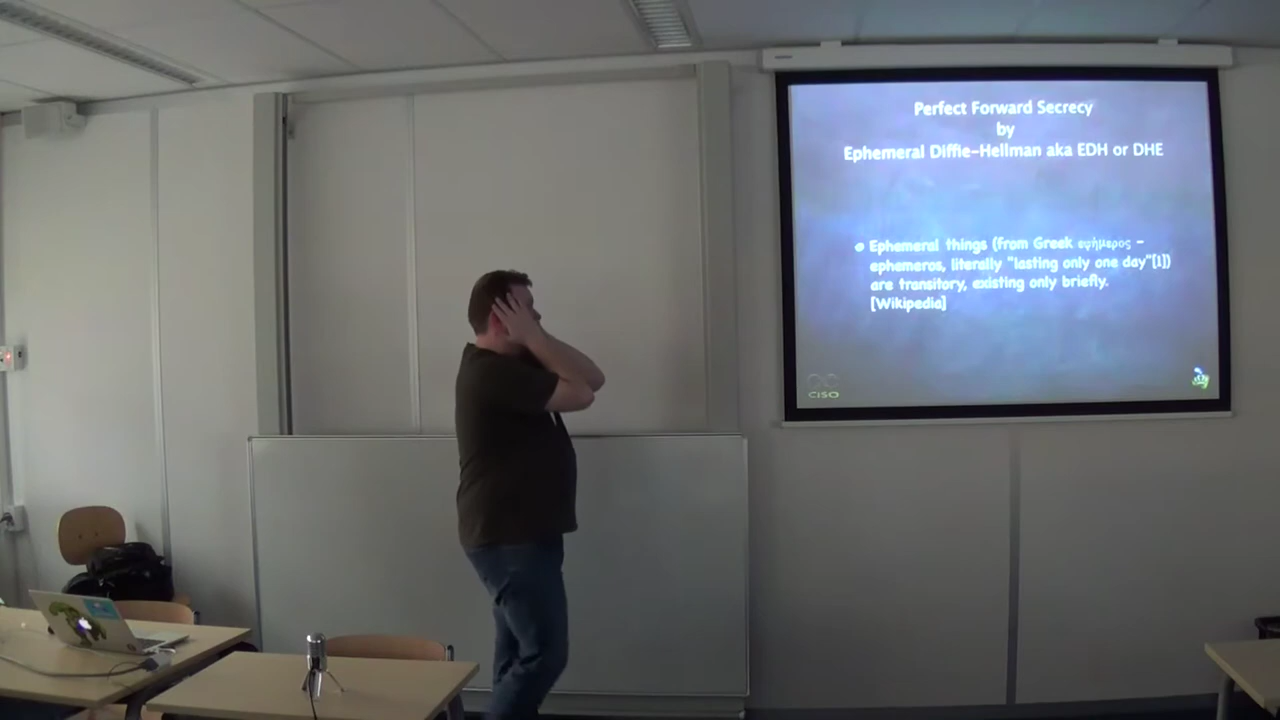 Perfect Forward Secrecy
by
Ephemeral Diffie-Hellman aka EDH or DHE
Ephemeral things (from Greek εφήμερος -
ephemeros, literally "lasting only one day"[1])
are transitory, existing only briefly.
[Wikipedia]
CISO